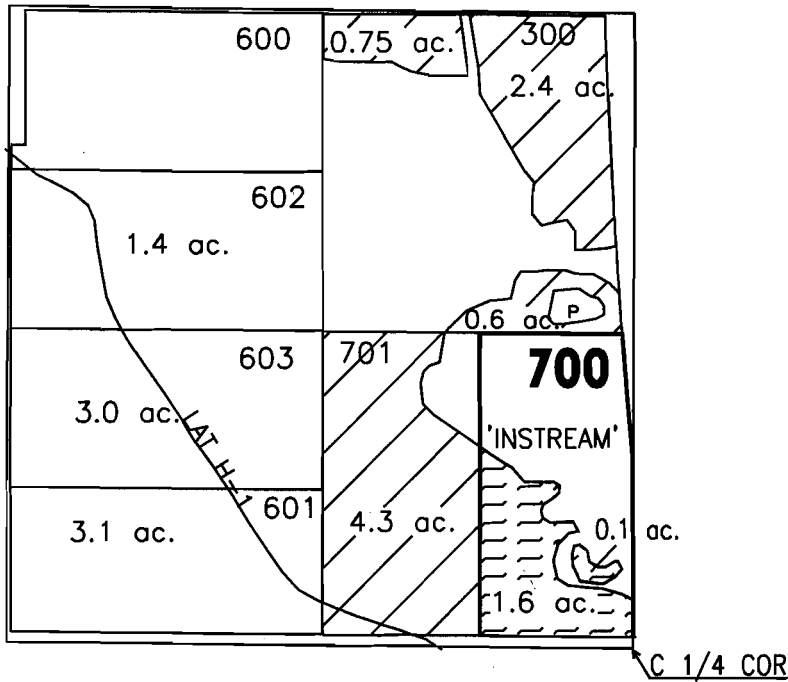 600
0.75 ac.
300
2.4 ac.
602
1.4 ac.
P
0.6 ac.
603
701
700
3.0 ac.
LAT H-1
'INSTREAM'
601
3.1 ac.
4.3 ac.
0.1 ac.
1.6 ac.
C 1/4 COR